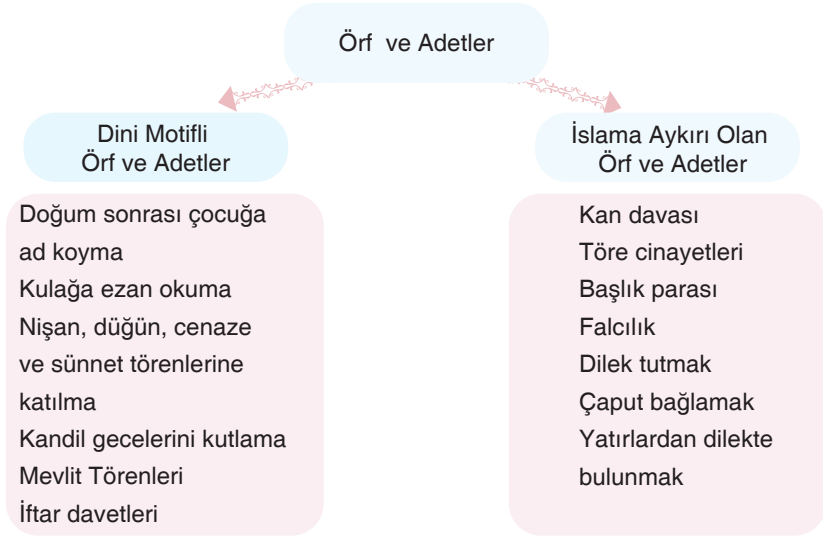 Örf ve Adetler
Dini Motifli
Örf ve Adetler
Doğum sonrası çocuğa
ad koyma
Kulağa ezan okuma
Nişan, düğün, cenaze
ve sünnet törenlerine
katılma
Kandil gecelerini kutlama
Mevlit Törenleri
İftar davetleri
İslama Aykırı Olan
Örf ve Adetler
Kan davası
Töre cinayetleri
Başlık parası
Falcılık
Dilek tutmak
Çaput bağlamak
Yatırlardan dilekte
bulunmak